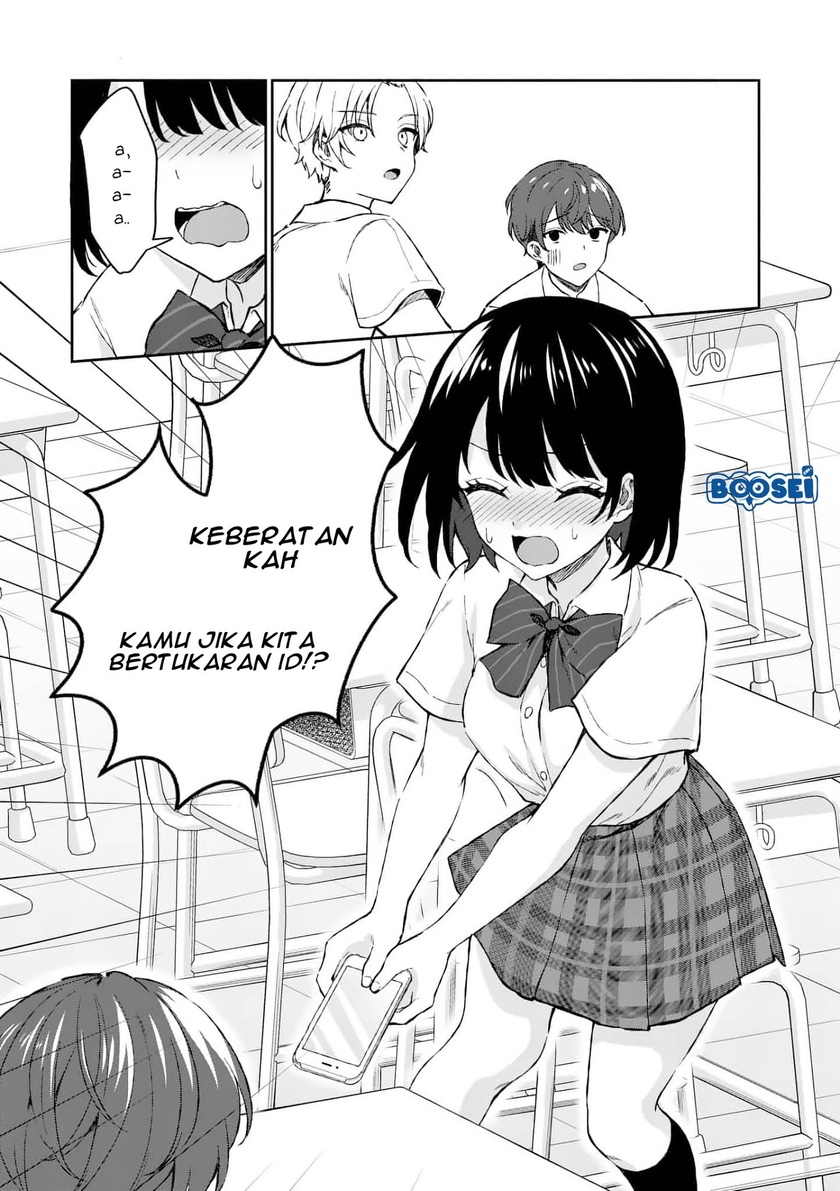 a,
a-
a-
a..
KEBERATAN
KAH
KAMU JIKA KITA
BERTUKARAN ID!?
BOOSEI